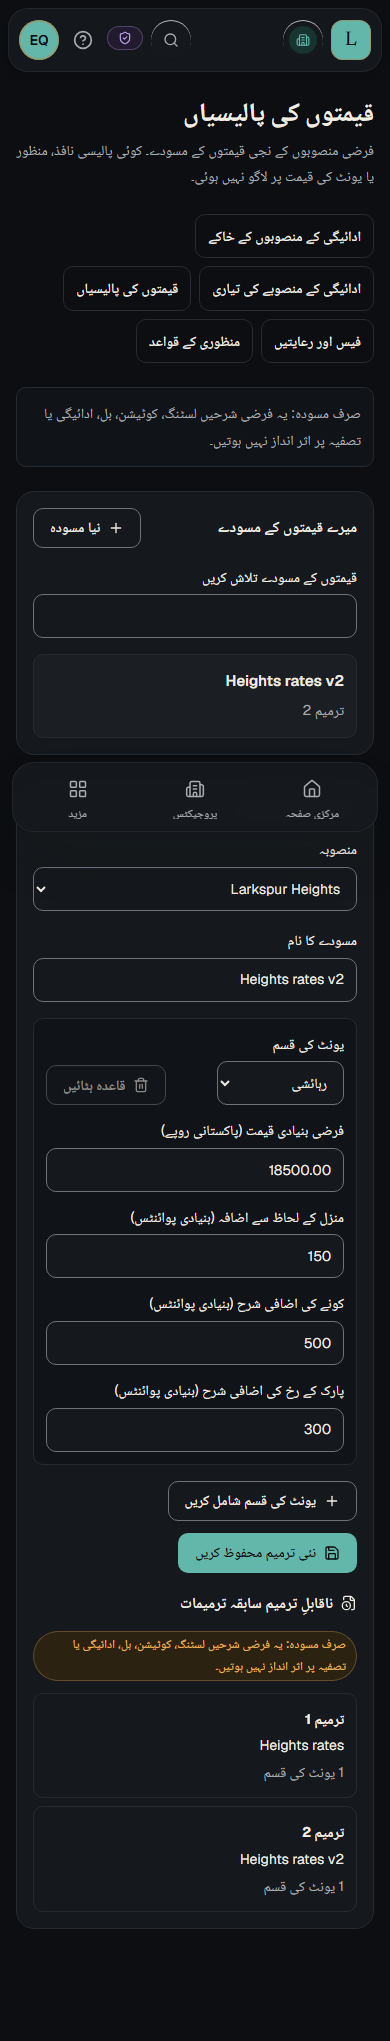 L
EQ
قیمتوں کی پالیسیاں
فرضی منصوبوں کے نجی قیمتوں کے مسودے۔ کوئی پالیسی نافذ، منظور
یا یونٹ کی قیمت پر لاگو نہیں ہوئی۔
ادائیگی کے منصوبوں کے خاکے
ادائیگی کے منصوبے کی تیاری
قیمتوں کی پالیسیاں
فیس اور رعایتیں
منظوری کے قواعد
صرف مسودہ: یہ فرضی شرحیں لسٹنگ، کوٹیشن، بل، ادائیگی یا
تصفیہ پر اثر انداز نہیں ہوتیں۔
میرے قیمتوں کے مسودے
نیا مسودہ
قیمتوں کے مسودے تلاش کریں
Heights rates v2
ترمیم 2
مرکزی صفحہ
پروجیکٹس
مزید
منصوبہ
Larkspur Heights
مسودے کا نام
Heights rates v2
یونٹ کی قسم
رہائشی
قاعدہ ہٹائیں
فرضی بنیادی قیمت (پاکستانی روپے)
18500.00
منزل کے لحاظ سے اضافہ (بنیادی پوائنٹس)
150
کونے کی اضافی شرح (بنیادی پوائنٹس)
500
پارک کے رخ کی اضافی شرح (بنیادی پوائنٹس)
300
یونٹ کی قسم شامل کریں
نئی ترمیم محفوظ کریں
ناقابلِ ترمیم سابقہ ترمیمات
صرف مسودہ: یہ فرضی شرحیں لسٹنگ، کوٹیشن، بل، ادائیگی یا
تصفیہ پر اثر انداز نہیں ہوتیں۔
ترمیم 1
Heights rates
1 یونٹ کی قسم
ترمیم 2
Heights rates v2
1 یونٹ کی قسم